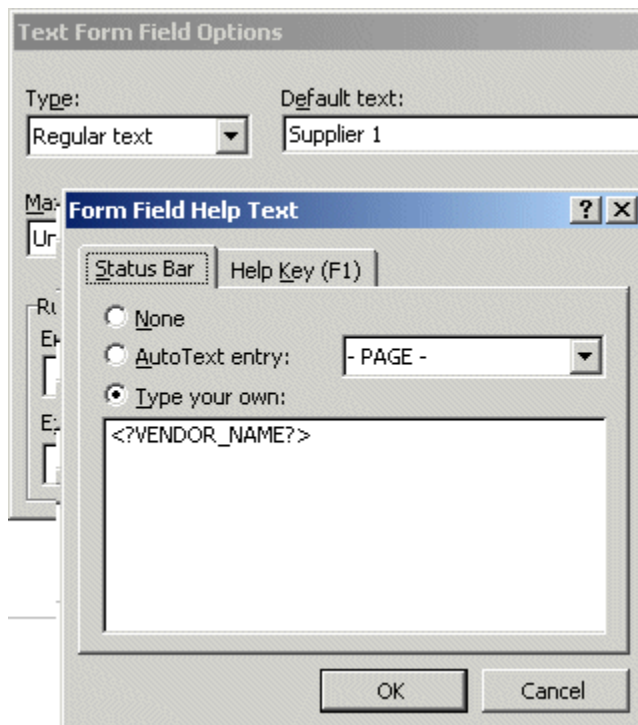 Text Form Field Options
Type: Default text:
Regular text Supplier 1
Form Field Help Text
Status Bar Help Key (F1)
None
AutoText entry: - PAGE -
Type your own:
<?VENDOR_NAME?>
OK Cancel